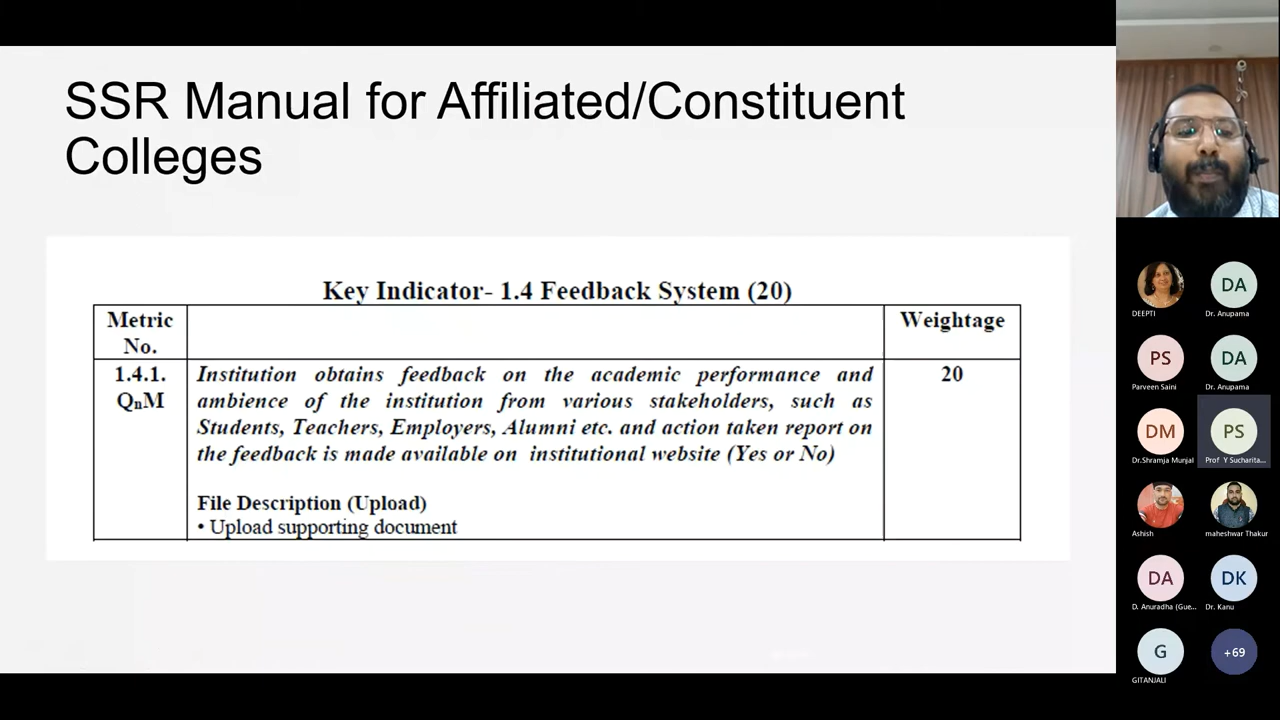 SSR Manual for Affiliated/Constituent
Colleges
Key Indicator- 1.4 Feedback System (20)
Metric
No.
Weightage
1.4.1.
QnM
Institution obtains feedback on the academic performance and
ambience of the institution from various stakeholders, such as
Students, Teachers, Employers, Alumni etc. and action taken report on
the feedback is made available on institutional website (Yes or No)
File Description (Upload)
• Upload supporting document
20
DEEPTI
DA
Dr. Anupama
PS
Parveen Saini
DA
Dr. Anupama
DM
Dr.Shramja Munjal
PS
Prof Y Sucharita...
Ashish
maheshwar Thakur
DA
D. Anuradha (Gue...
DK
Dr. Kanu
G
GITANJALI
+69